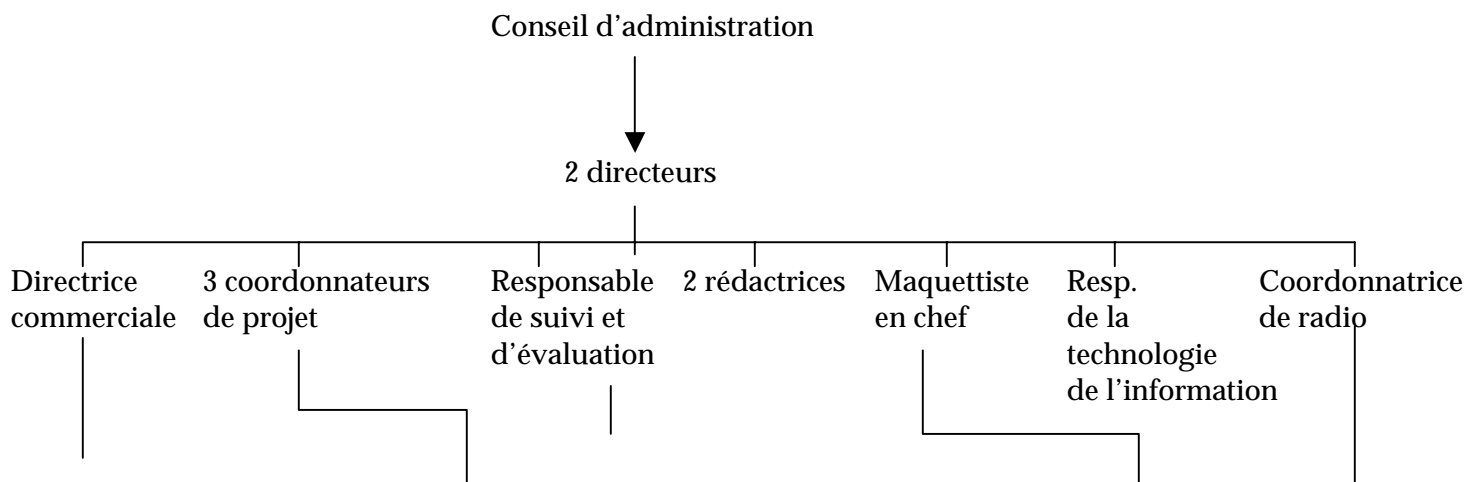 Conseil d’administration
2 directeurs
Directrice
commerciale
3 coordonnateurs
de projet
Responsable
de suivi et
d’évaluation
2 rédactrices
Maquettiste
en chef
Resp.
de la
technologie
de l’information
Coordonnatrice
de radio